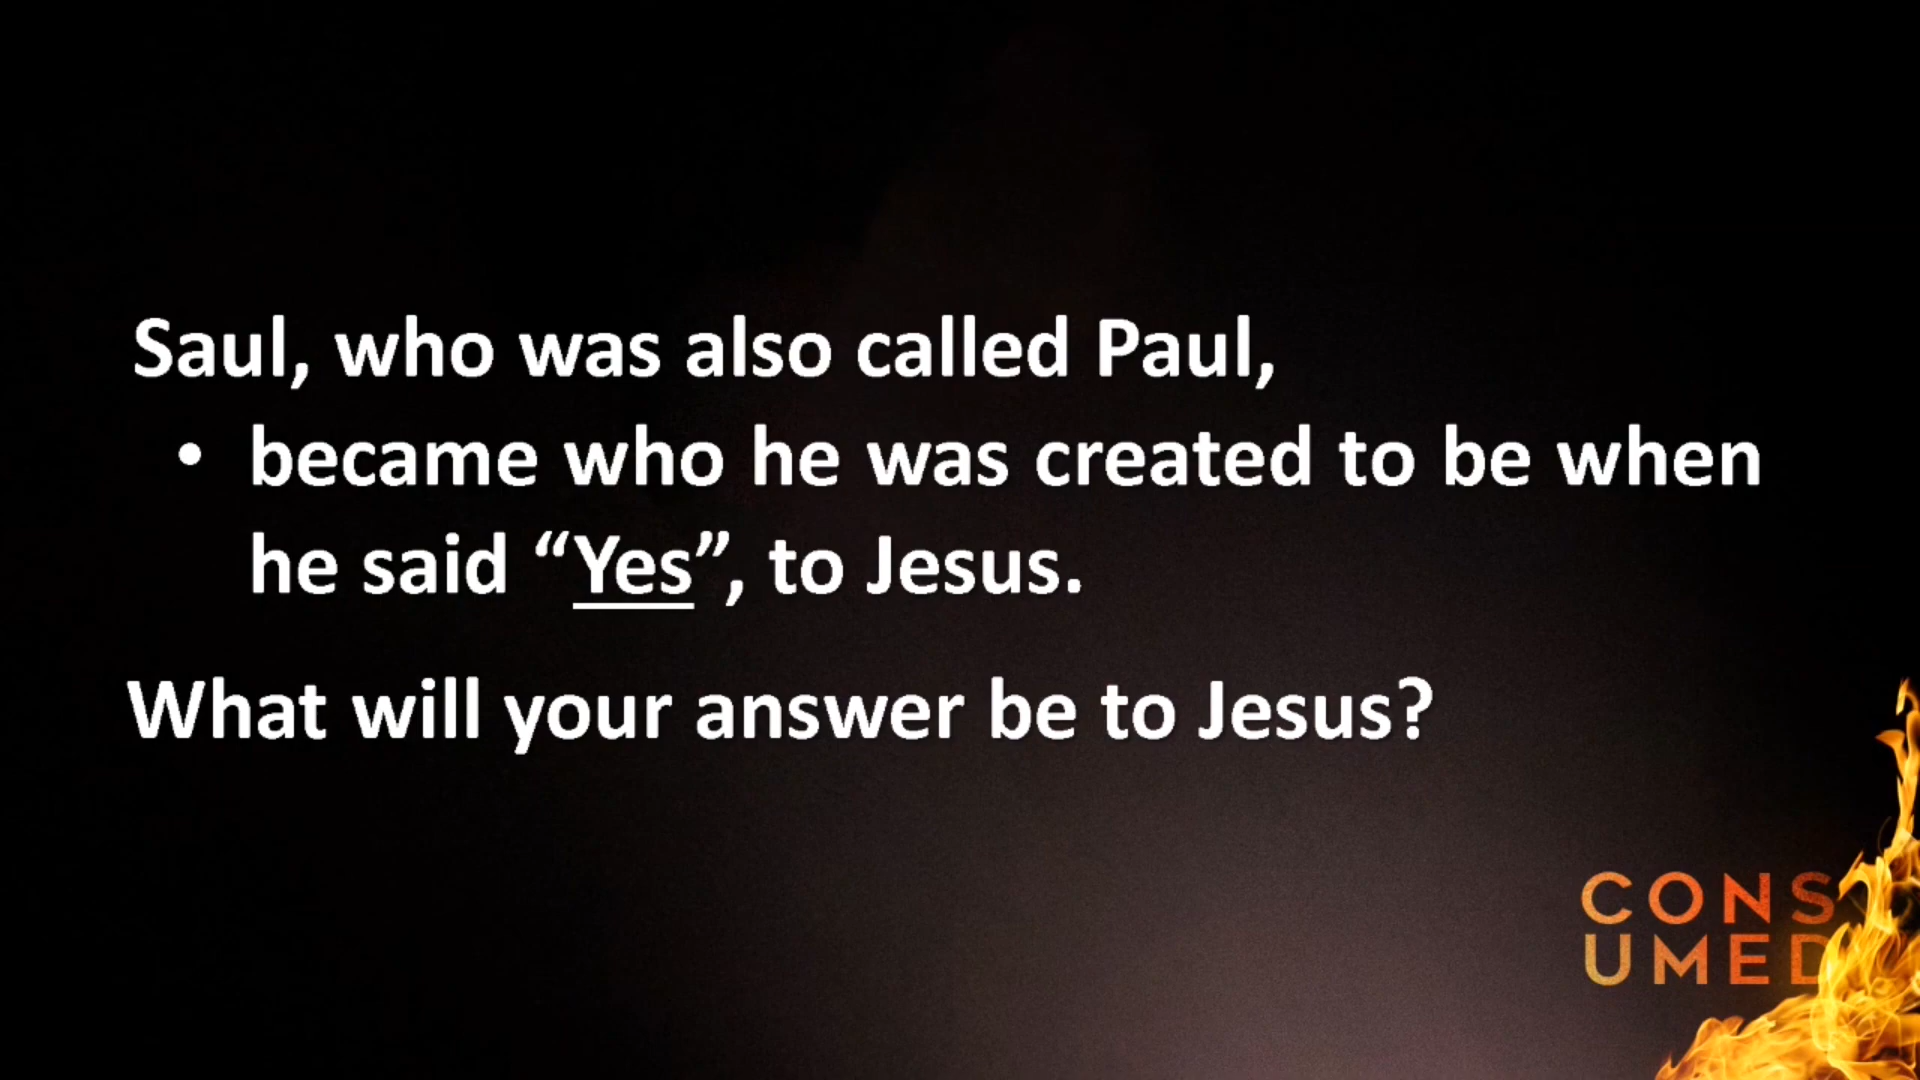 Saul, who was also called Paul,
• became who he was created to be when
he said “Yes”, to Jesus.
What will your answer be to Jesus?
CONS
UMED